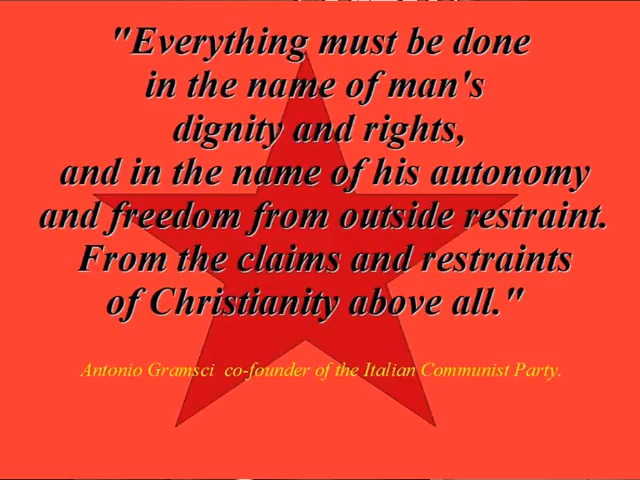 "Everything must be done
in the name of man's
dignity and rights,
and in the name of his autonomy
and freedom from outside restraint.
From the claims and restraints
of Christianity above all."
Antonio Gramsci co-founder of the Italian Communist Party.